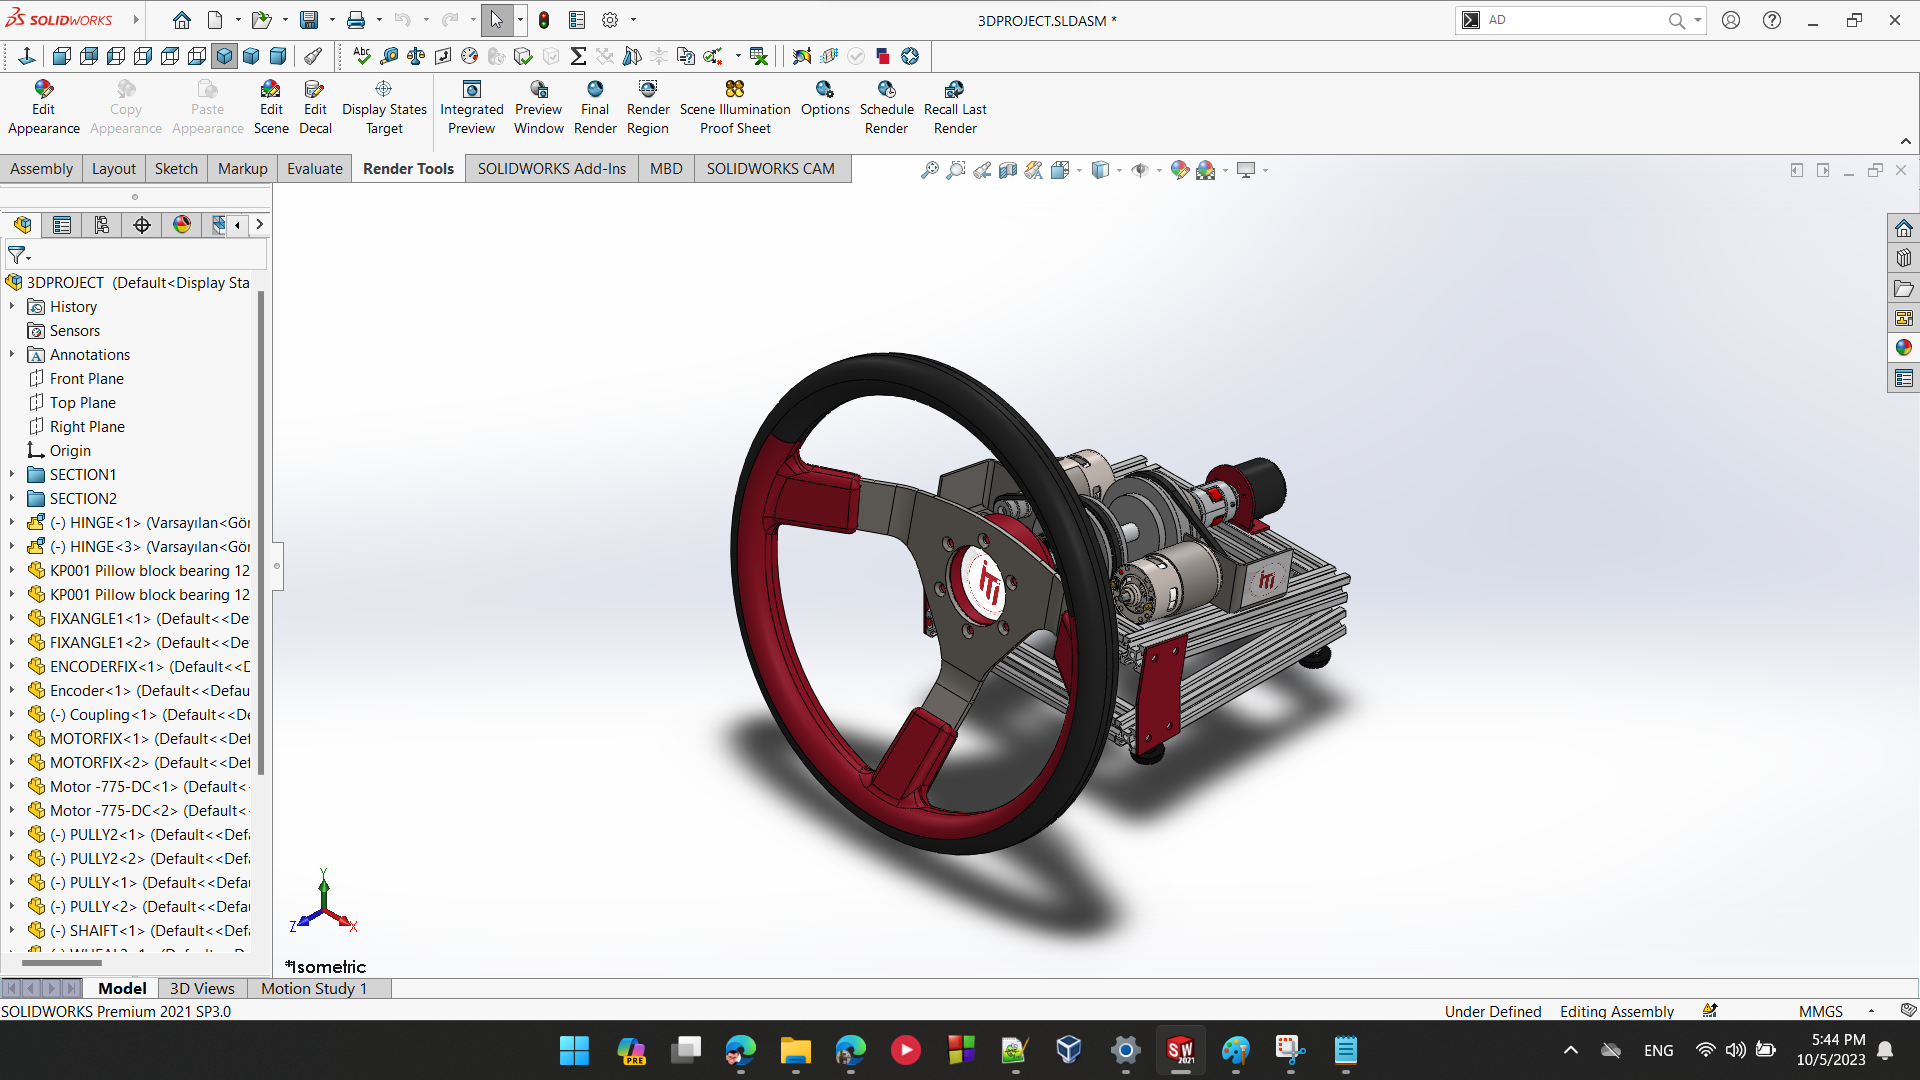 SOLIDWORKS
3DPROJECT.SLDASM *
AD
Edit Appearance
Copy Appearance
Paste Appearance
Edit Scene
Edit Decal
Display States Target
Integrated Preview
Preview Window
Final Render
Render Region
Scene Illumination Proof Sheet
Options
Schedule Render
Recall Last Render
Assembly
Layout
Sketch
Markup
Evaluate
Render Tools
SOLIDWORKS Add-Ins
MBD
SOLIDWORKS CAM
3DPROJECT (Default<Display Sta
History
Sensors
Annotations
Front Plane
Top Plane
Right Plane
Origin
SECTION1
SECTION2
(-) HINGE<1> (Varsayılan<Gör
(-) HINGE<3> (Varsayılan<Gör
KP001 Pillow block bearing 12
KP001 Pillow block bearing 12
FIXANGLE1<1> (Default<<De
FIXANGLE1<2> (Default<<De
ENCODERFIX<1> (Default<<D
Encoder<1> (Default<<Defau
(-) Coupling<1> (Default<<De
MOTORFIX<1> (Default<<Def
MOTORFIX<2> (Default<<Def
Motor -775-DC<1> (Default<
Motor -775-DC<2> (Default<
(-) PULLY2<1> (Default<<Defa
(-) PULLY2<2> (Default<<Defa
(-) PULLY<1> (Default<<Defau
(-) PULLY<2> (Default<<Defau
(-) SHAIFT<1> (Default<<Defa
iTi
iTi
Y
Z
X
*Isometric
Model
3D Views
Motion Study 1
SOLIDWORKS Premium 2021 SP3.0
Under Defined
Editing Assembly
MMGS
PRE
SW
2021
ENG
5:44 PM
10/5/2023